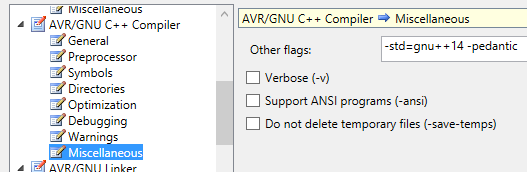 Miscellaneous
AVR/GNU C++ Compiler
General
Preprocessor
Symbols
Directories
Optimization
Debugging
Warnings
Miscellaneous
AVR/GNU Linker
AVR/GNU C++ Compiler ➡ Miscellaneous
Other flags: -std=gnu++14 -pedantic
Verbose (-v)
Support ANSI programs (-ansi)
Do not delete temporary files (-save-temps)